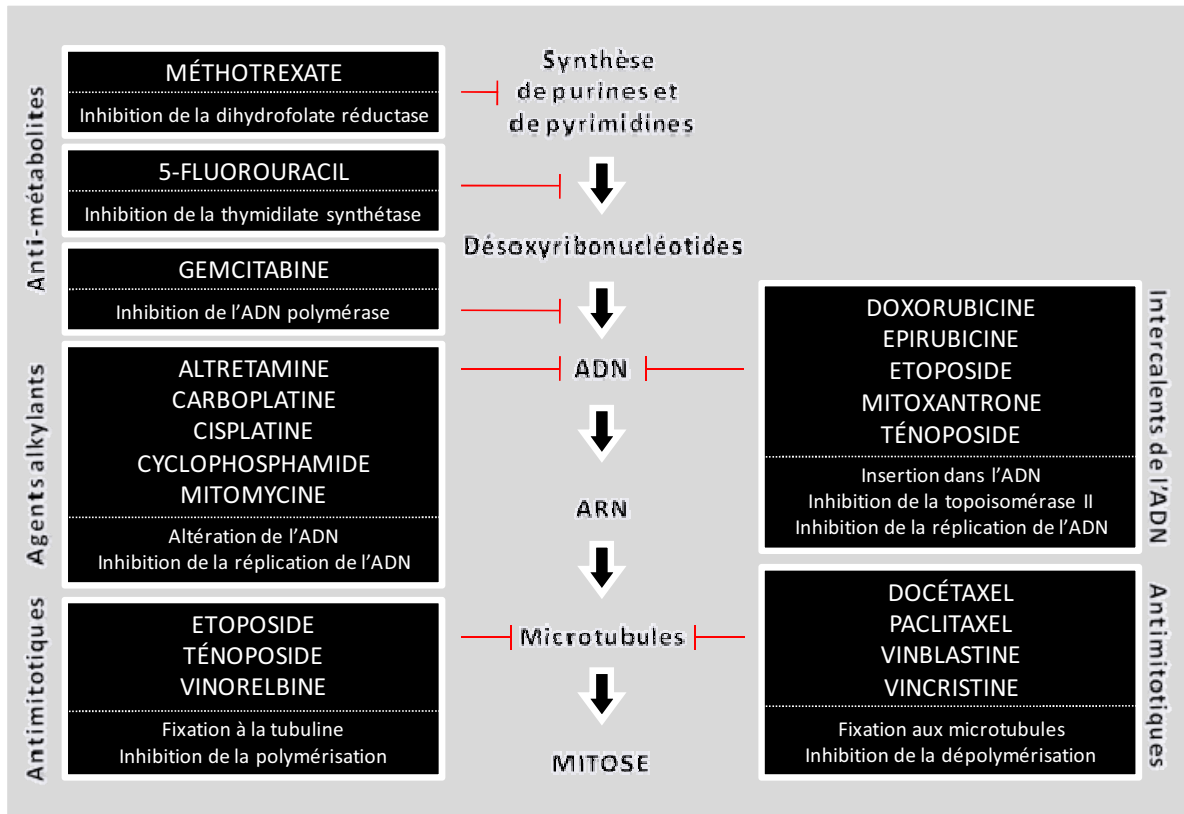 Anti-métabolites
MÉTHOTREXATE
Inhibition de la dihydrofolate réductase
5-FLUOROURACIL
Inhibition de la thymidilate synthétase
GEMCITABINE
Inhibition de l'ADN polymérase
Agents alkylants
ALTRETAMINE
CARBOPLATINE
CISPLATINE
CYCLOPHOSPHAMIDE
MITOMYCINE
Altération de l'ADN
Inhibition de la réplication de l'ADN
Antimitotiques
ETOPOSIDE
TÉNOPOSIDE
VINORELBINE
Fixation à la tubuline
Inhibition de la polymérisation
Synthèse
de purines et
de pyrimidines
Désoxyribonucléotides
ADN
ARN
Microtubules
MITOSE
DOXORUBICINE
EPIRUBICINE
ETOPOSIDE
MITOXANTRONE
TÉNOPOSIDE
Insertion dans l'ADN
Inhibition de la topoisomérase II
Inhibition de la réplication de l'ADN
Intercalents de l'ADN
DOCÉTAXEL
PACLITAXEL
VINBLASTINE
VINCRISTINE
Fixation aux microtubules
Inhibition de la dépolymérisation
Antimitotiques